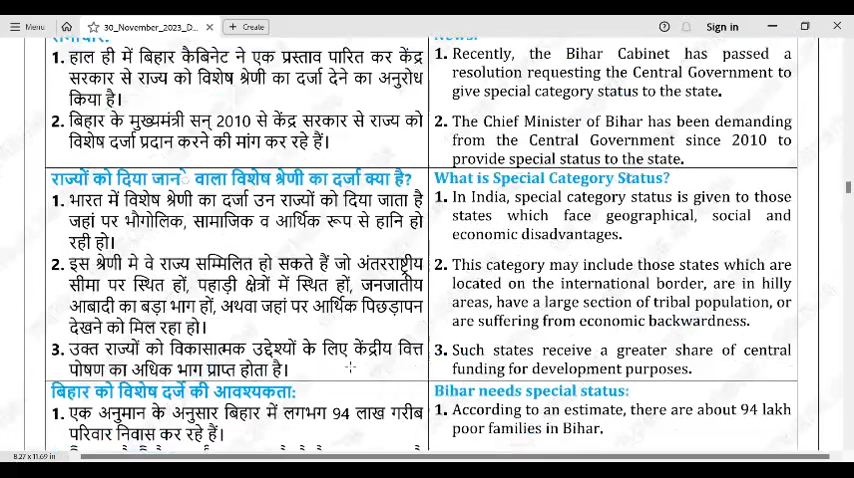 Menu
30_November_2023_D...
+ Create
Sign in
समाचार:
1. हाल ही में बिहार कैबिनेट ने एक प्रस्ताव पारित कर केंद्र
सरकार से राज्य को विशेष श्रेणी का दर्जा देने का अनुरोध
किया है।
2. बिहार के मुख्यमंत्री सन् 2010 से केंद्र सरकार से राज्य को
विशेष दर्जा प्रदान करने की मांग कर रहे हैं।
राज्यों को दिया जाने वाला विशेष श्रेणी का दर्जा क्या है?
1. भारत में विशेष श्रेणी का दर्जा उन राज्यों को दिया जाता है
जहां पर भौगोलिक, सामाजिक व आर्थिक रूप से हानि हो
रही हो।
2. इस श्रेणी मे वे राज्य सम्मिलित हो सकते हैं जो अंतरराष्ट्रीय
सीमा पर स्थित हों, पहाड़ी क्षेत्रों में स्थित हों, जनजातीय
आबादी का बड़ा भाग हों, अथवा जहां पर आर्थिक पिछड़ापन
देखने को मिल रहा हो।
3. उक्त राज्यों को विकासात्मक उद्देश्यों के लिए केंद्रीय वित्त
पोषण का अधिक भाग प्राप्त होता है।
बिहार को विशेष दर्जे की आवश्यकता:
1. एक अनुमान के अनुसार बिहार में लगभग 94 लाख गरीब
परिवार निवास कर रहे हैं।
News:
1. Recently, the Bihar Cabinet has passed a
resolution requesting the Central Government to
give special category status to the state.
2. The Chief Minister of Bihar has been demanding
from the Central Government since 2010 to
provide special status to the state.
What is Special Category Status?
1. In India, special category status is given to those
states which face geographical, social and
economic disadvantages.
2. This category may include those states which are
located on the international border, are in hilly
areas, have a large section of tribal population, or
are suffering from economic backwardness.
3. Such states receive a greater share of central
funding for development purposes.
Bihar needs special status:
1. According to an estimate, there are about 94 lakh
poor families in Bihar.
8.27 x 11.69 in